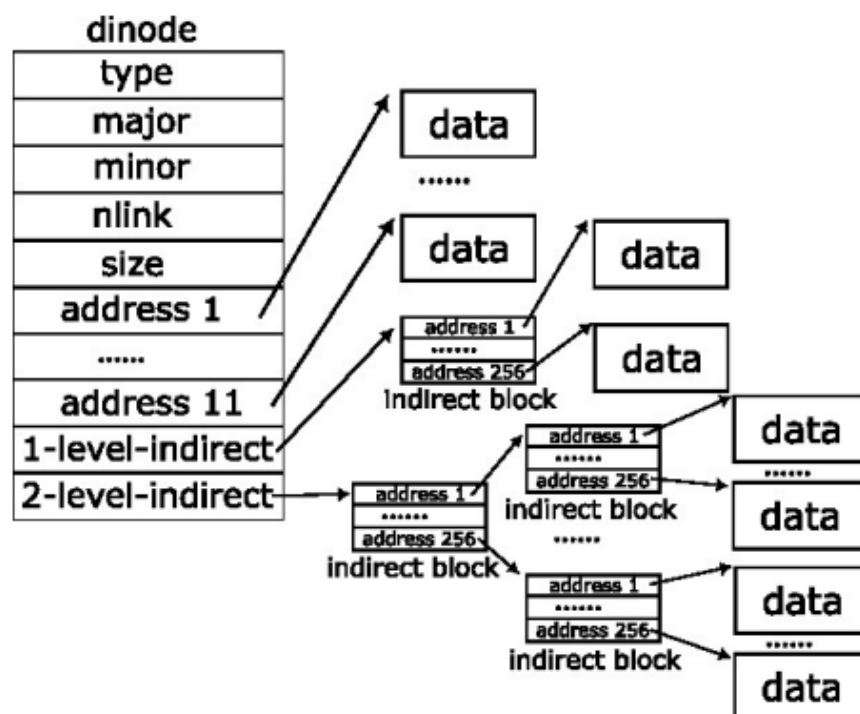 dinode
type
major
minor
nlink
size
address 1
......
address 11
1-level-indirect
2-level-indirect
data
......
data
address 1
......
address 256
indirect block
data
data
address 1
......
address 256
indirect block
address 1
......
address 256
indirect block
......
address 1
......
address 256
indirect block
data
......
data
data
......
data